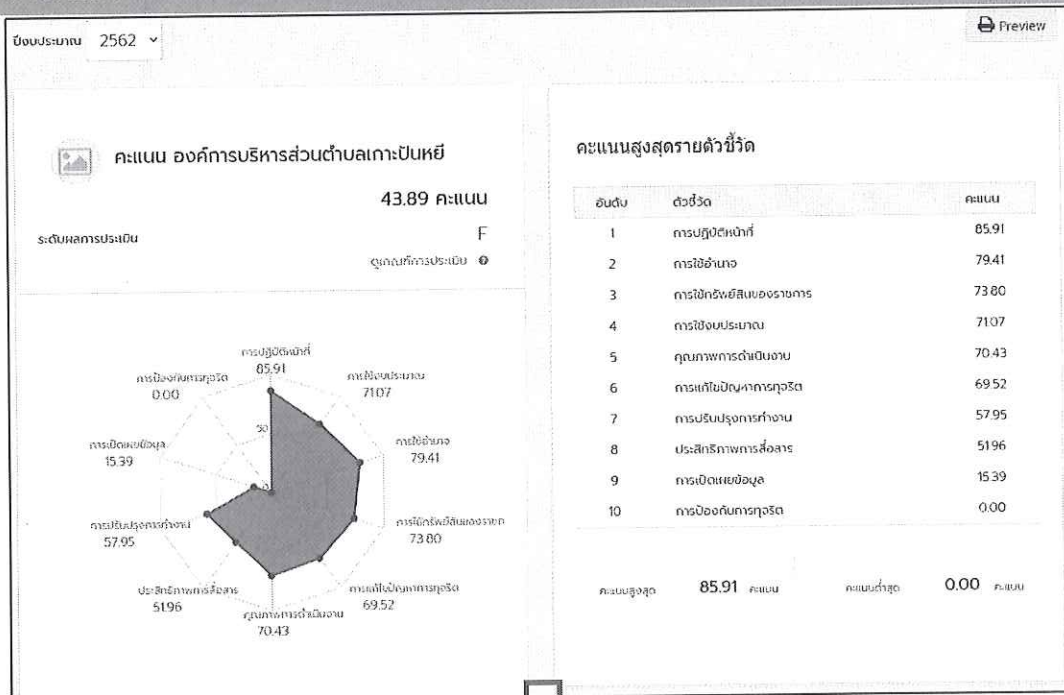 ปีงบประมาณ 2562
Preview
คะแนน องค์การบริหารส่วนตำบลเกาะปันหยี
43.89 คะแนน
ระดับผลการประเมิน F
ดูเกณฑ์การประเมิน
การปฏิบัติหน้าที่
85.91
การใช้งบประมาณ
71.07
การใช้อำนาจ
79.41
การใช้ทรัพย์สินของราชก
73.80
การแก้ไขปัญหาการทุจริต
69.52
คุณภาพการดำเนินงาน
70.43
ประสิทธิภาพการสื่อสาร
51.96
การปรับปรุงการทำงาน
57.95
การเปิดเผยข้อมูล
15.39
การป้องกันการทุจริต
0.00
50
0
คะแนนสูงสุดรายตัวชี้วัด
อันดับ ตัวชี้วัด คะแนน
1 การปฏิบัติหน้าที่ 85.91
2 การใช้อำนาจ 79.41
3 การใช้ทรัพย์สินของราชการ 73.80
4 การใช้งบประมาณ 71.07
5 คุณภาพการดำเนินงาน 70.43
6 การแก้ไขปัญหาการทุจริต 69.52
7 การปรับปรุงการทำงาน 57.95
8 ประสิทธิภาพการสื่อสาร 51.96
9 การเปิดเผยข้อมูล 15.39
10 การป้องกันการทุจริต 0.00
คะแนนสูงสุด 85.91 คะแนน คะแนนต่ำสุด 0.00 คะแนน